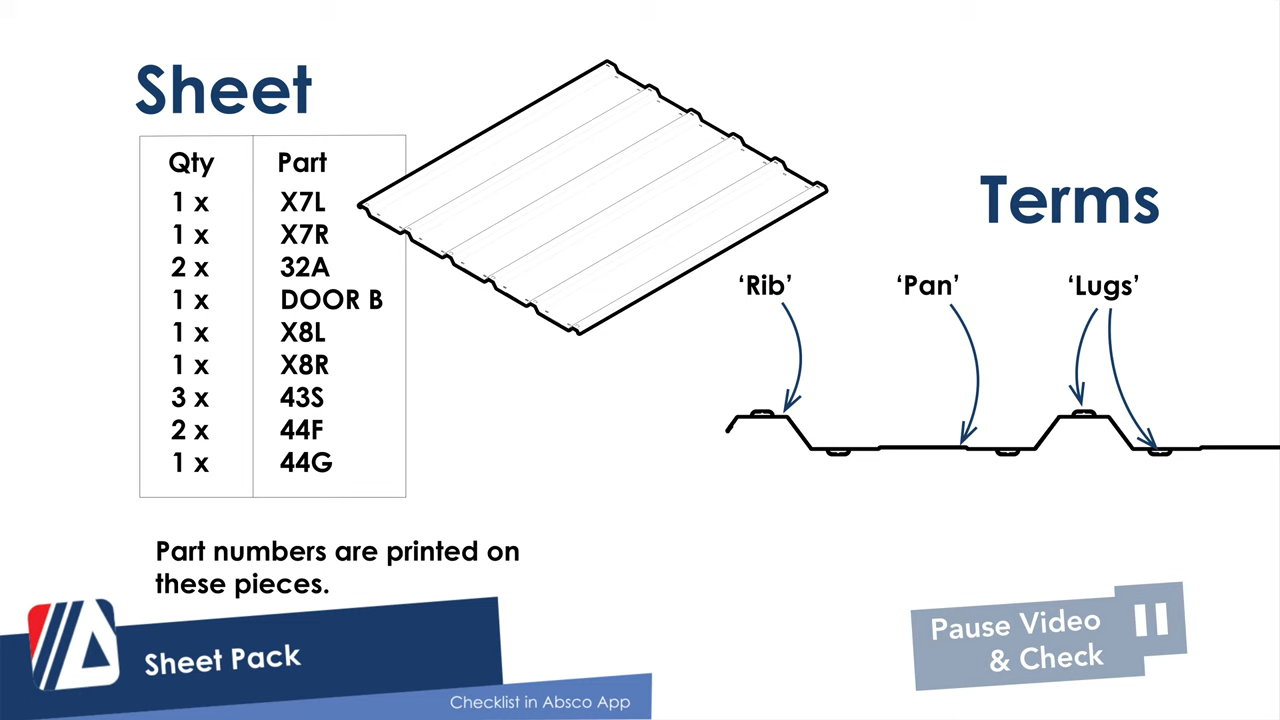 Sheet
Qty Part
1 x X7L
1 x X7R
2 x 32A
1 x DOOR B
1 x X8L
1 x X8R
3 x 43S
2 x 44F
1 x 44G
Part numbers are printed on
these pieces.
Terms
‘Rib’ ‘Pan’ ‘Lugs’
Sheet Pack
Checklist in Absco App
Pause Video
& Check